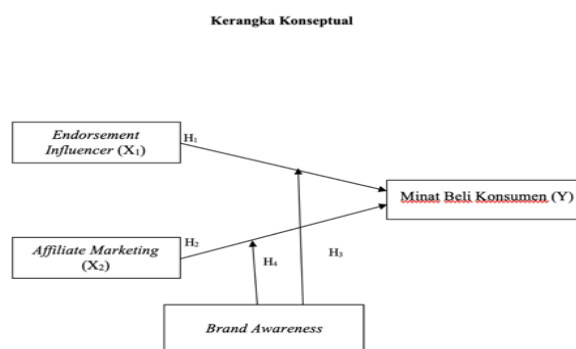 Kerangka Konseptual
Endorsement
Influencer (X₁)
H₁
Minat Beli Konsumen (Y)
Affiliate Marketing
(X₂)
H₂
H₄
H₃
Brand Awareness